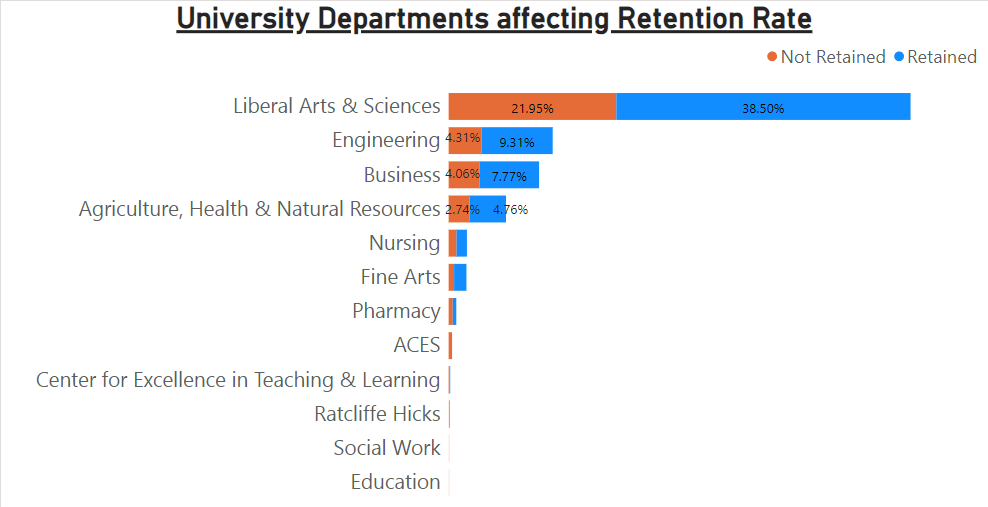 University Departments affecting Retention Rate
Not Retained Retained
Liberal Arts & Sciences 21.95% 38.50%
Engineering 4.31% 9.31%
Business 4.06% 7.77%
Agriculture, Health & Natural Resources 2.74% 4.76%
Nursing
Fine Arts
Pharmacy
ACES
Center for Excellence in Teaching & Learning
Ratcliffe Hicks
Social Work
Education